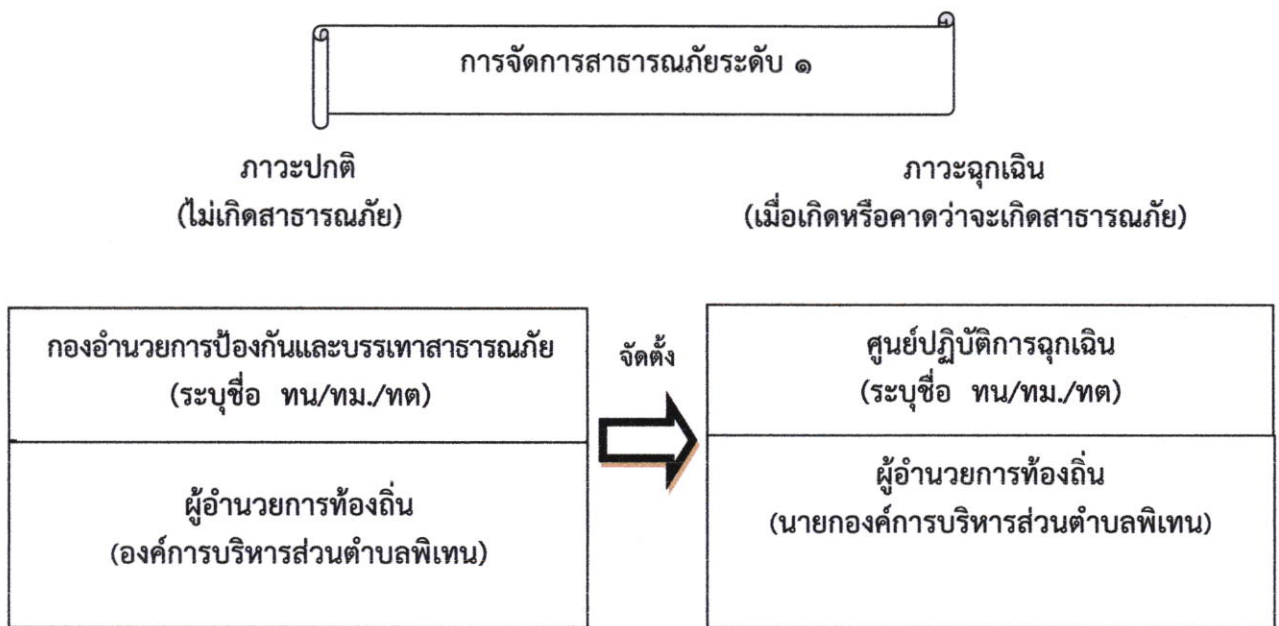 การจัดการสาธารณภัยระดับ ๑
ภาวะปกติ
(ไม่เกิดสาธารณภัย)
ภาวะฉุกเฉิน
(เมื่อเกิดหรือคาดว่าจะเกิดสาธารณภัย)
กองอำนวยการป้องกันและบรรเทาสาธารณภัย
(ระบุชื่อ ทน/ทม./ทต)
ผู้อำนวยการท้องถิ่น
(องค์การบริหารส่วนตำบลพิเทน)
จัดตั้ง
ศูนย์ปฏิบัติการฉุกเฉิน
(ระบุชื่อ ทน/ทม./ทต)
ผู้อำนวยการท้องถิ่น
(นายกองค์การบริหารส่วนตำบลพิเทน)